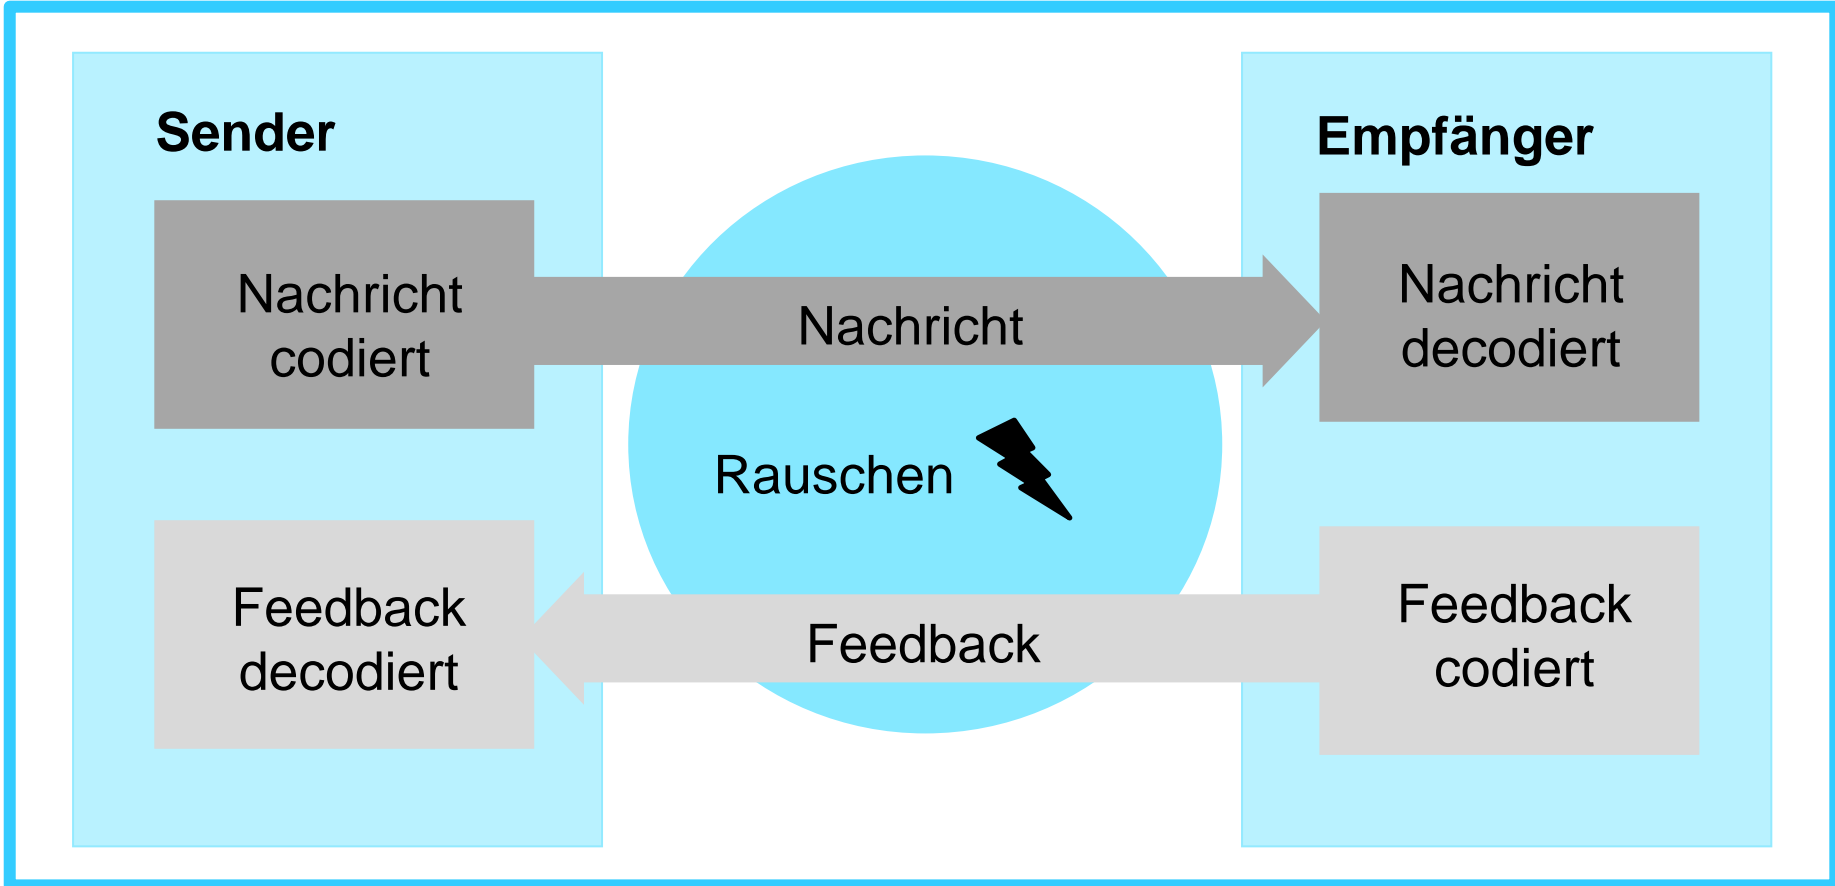 Sender
Empfänger
Nachricht
codiert
Nachricht
Nachricht
decodiert
Rauschen
Feedback
decodiert
Feedback
Feedback
codiert